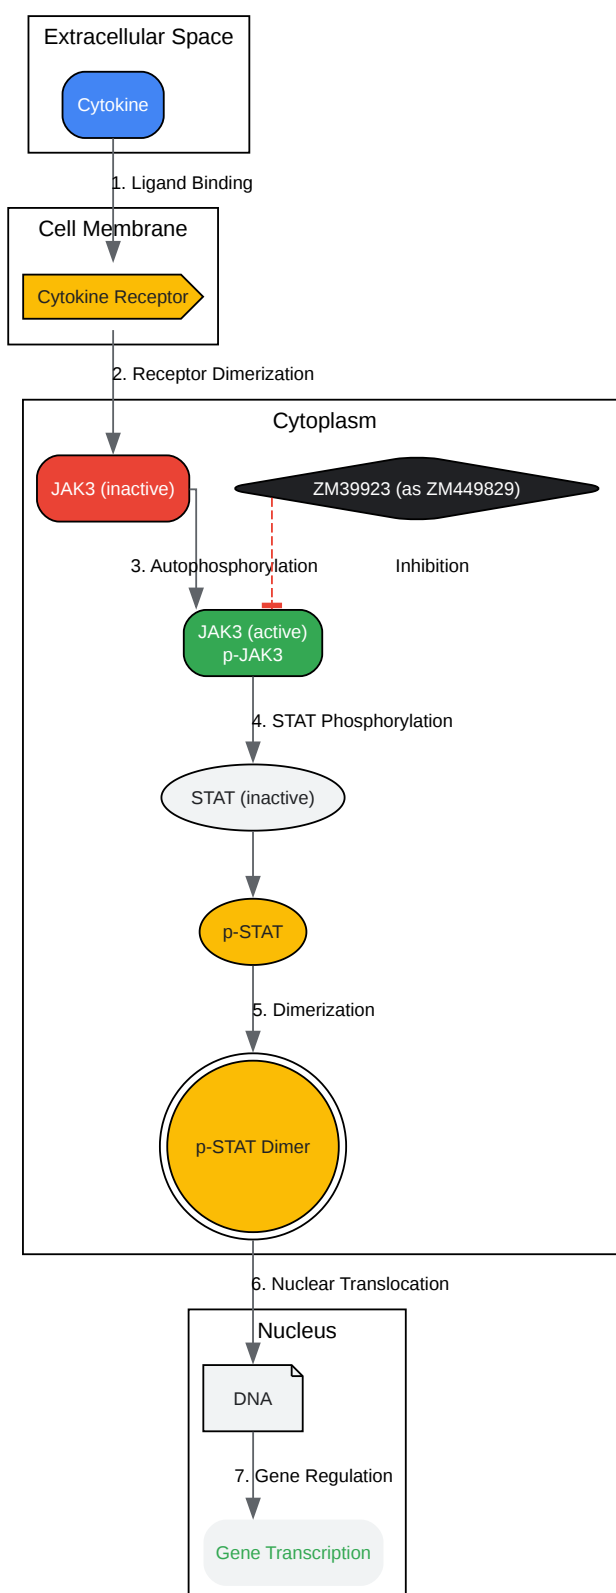 Extracellular Space
Cytokine
1. Ligand Binding
Cell Membrane
Cytokine Receptor
2. Receptor Dimerization
Cytoplasm
JAK3 (inactive)
ZM39923 (as ZM449829)
3. Autophosphorylation
Inhibition
JAK3 (active)
p-JAK3
4. STAT Phosphorylation
STAT (inactive)
p-STAT
5. Dimerization
p-STAT Dimer
6. Nuclear Translocation
Nucleus
DNA
7. Gene Regulation
Gene Transcription